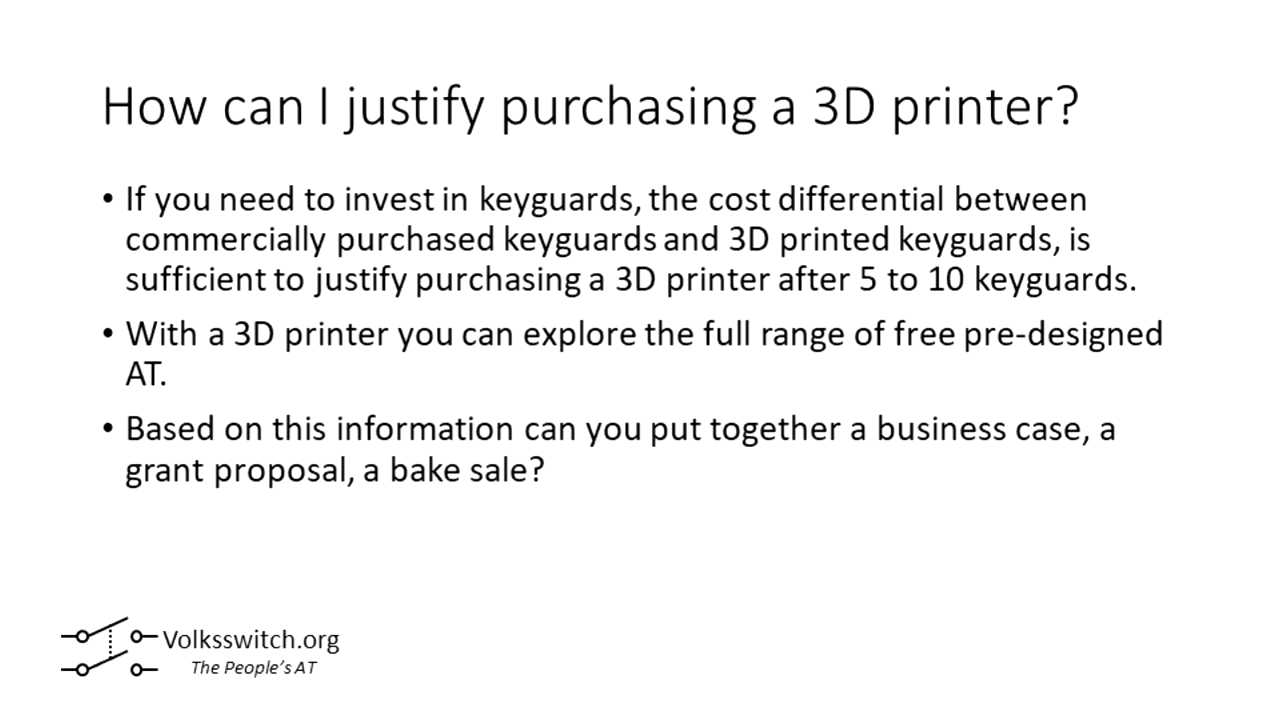 How can I justify purchasing a 3D printer?
• If you need to invest in keyguards, the cost differential between
commercially purchased keyguards and 3D printed keyguards, is
sufficient to justify purchasing a 3D printer after 5 to 10 keyguards.
• With a 3D printer you can explore the full range of free pre-designed
AT.
• Based on this information can you put together a business case, a
grant proposal, a bake sale?
Volksswitch.org
The People's AT